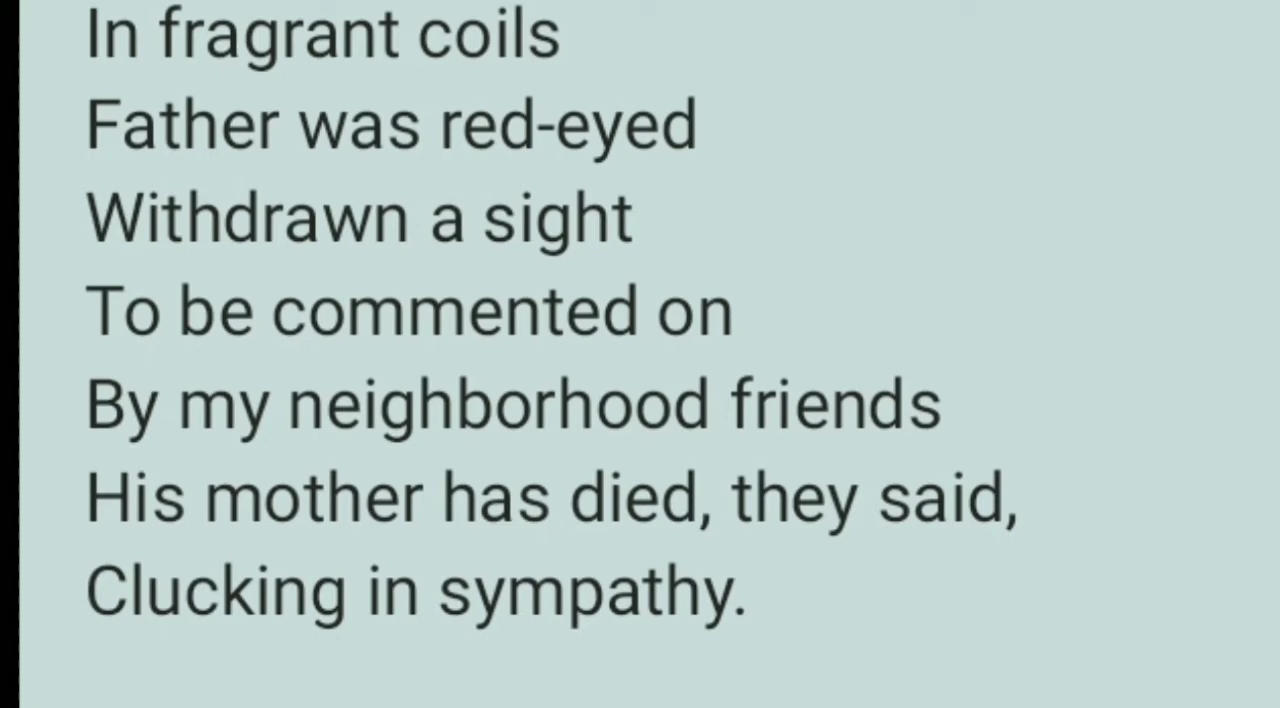 In fragrant coils
Father was red-eyed
Withdrawn a sight
To be commented on
By my neighborhood friends
His mother has died, they said,
Clucking in sympathy.